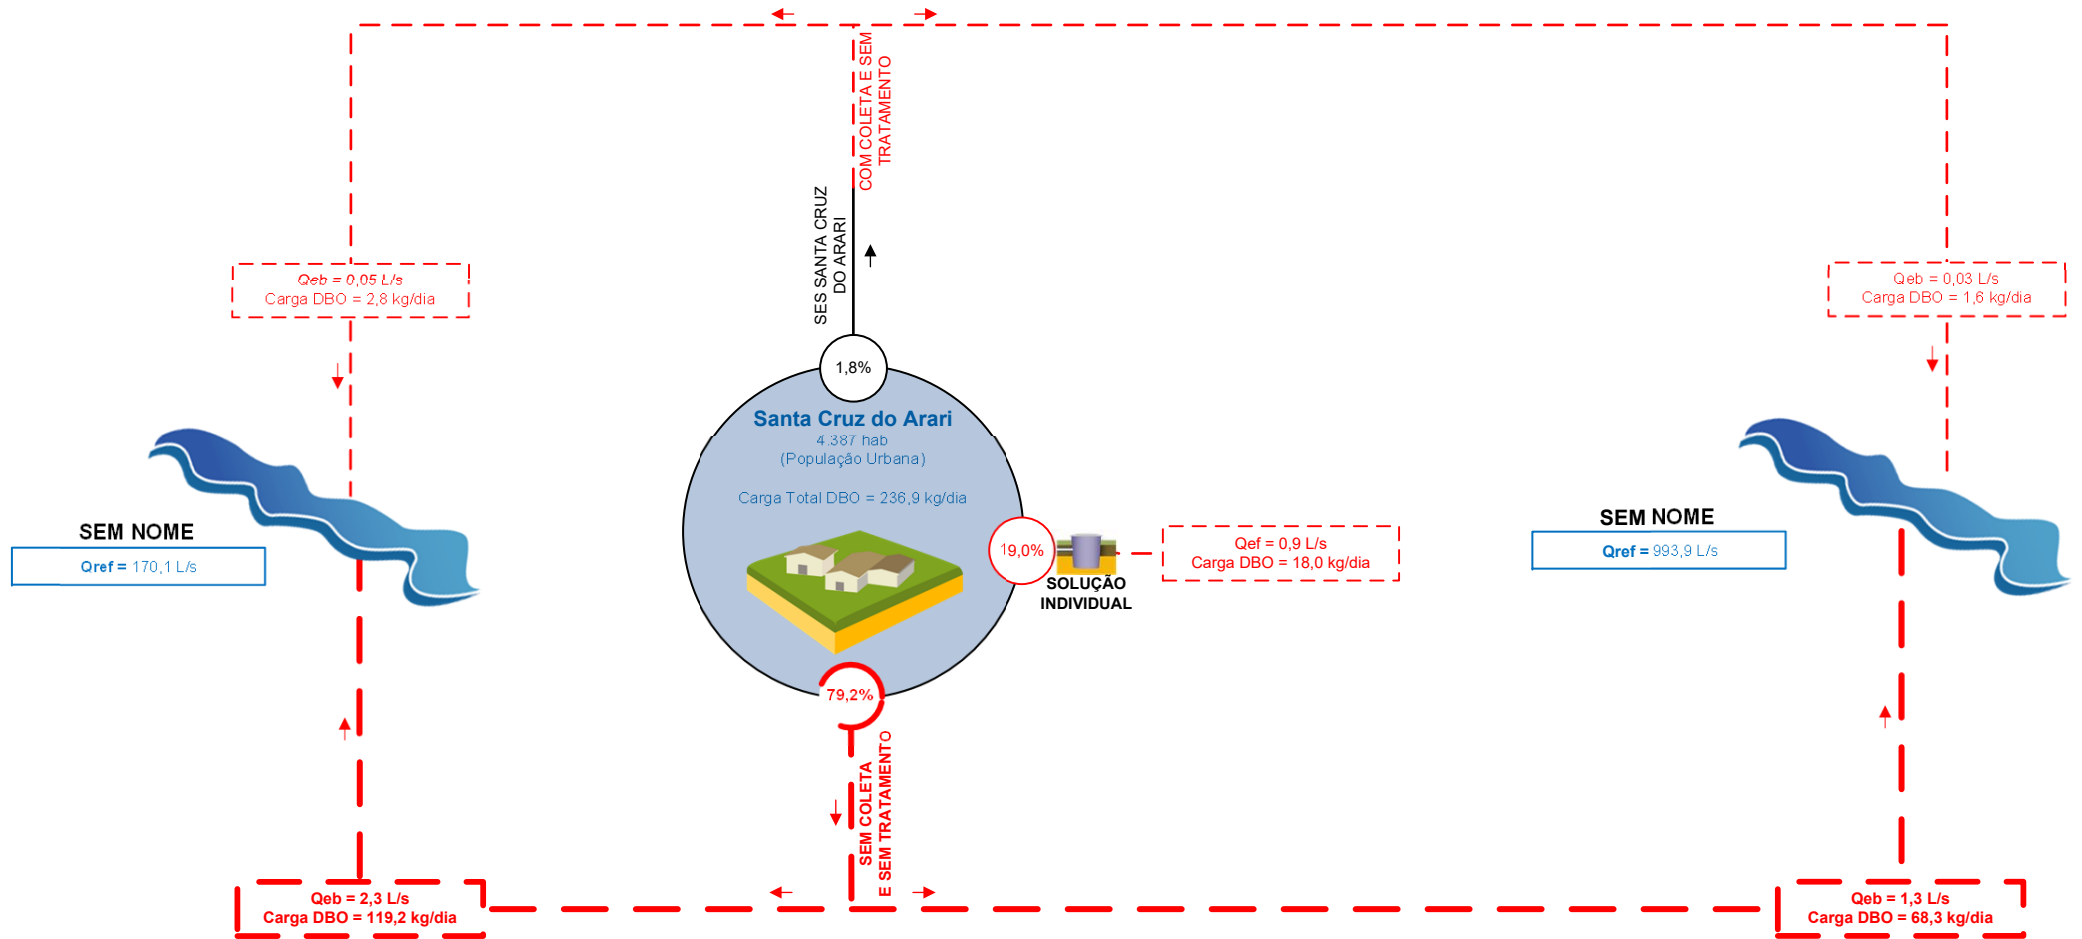 COM COLETA E SEM
TRATAMENTO
SES SANTA CRUZ
DO ARARI
Qeb = 0,05 L/s
Carga DBO = 2,8 kg/dia
Qeb = 0,03 L/s
Carga DBO = 1,6 kg/dia
1,8%
Santa Cruz do Arari
4.387 hab
(População Urbana)
Carga Total DBO = 236,9 kg/dia
SEM NOME
Qref = 170,1 L/s
19,0%
SOLUÇÃO
INDIVIDUAL
Qef = 0,9 L/s
Carga DBO = 18,0 kg/dia
SEM NOME
Qref = 993,9 L/s
79,2%
SEM COLETA
E SEM TRATAMENTO
Qeb = 2,3 L/s
Carga DBO = 119,2 kg/dia
Qeb = 1,3 L/s
Carga DBO = 68,3 kg/dia